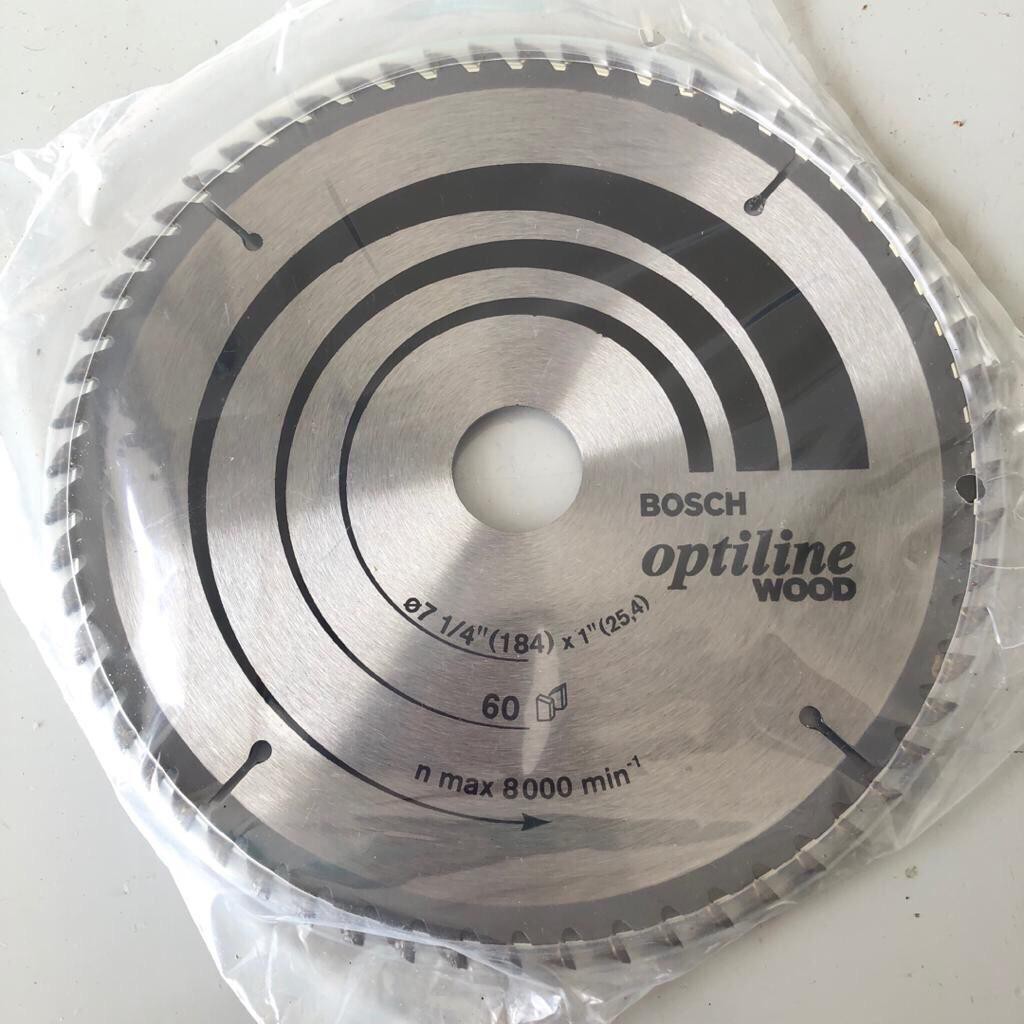 BOSCH
optiline
WOOD
ø7 1/4"(184) x 1"(25,4)
60
n max 8000 min⁻¹